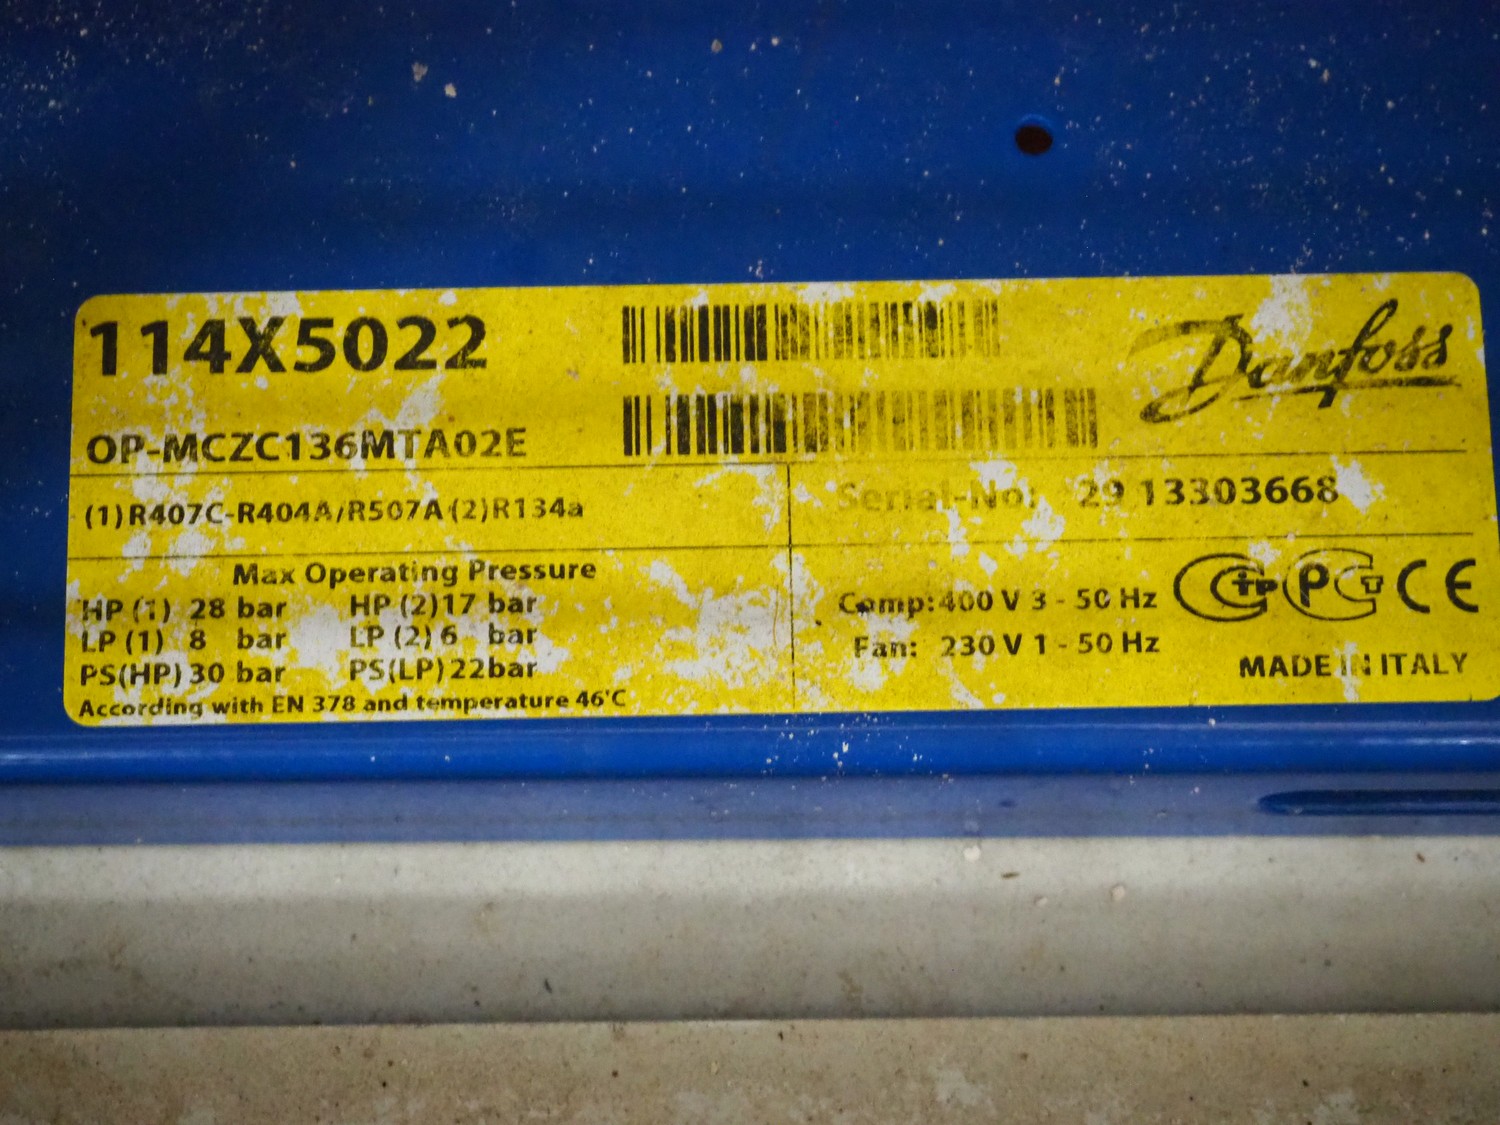 114X5022
Danfoss
OP-MCZC136MTA02E
(1)R407C-R404A/R507A(2)R134a
Serial-No: 29 13303668
Max Operating Pressure
HP (1) 28 bar HP (2)17 bar
LP (1) 8 bar LP (2) 6 bar
PS(HP) 30 bar PS(LP)22bar
According with EN 378 and temperature 46°C
Comp:400 V 3 - 50 Hz
Fan: 230 V 1 - 50 Hz
CE
MADE IN ITALY